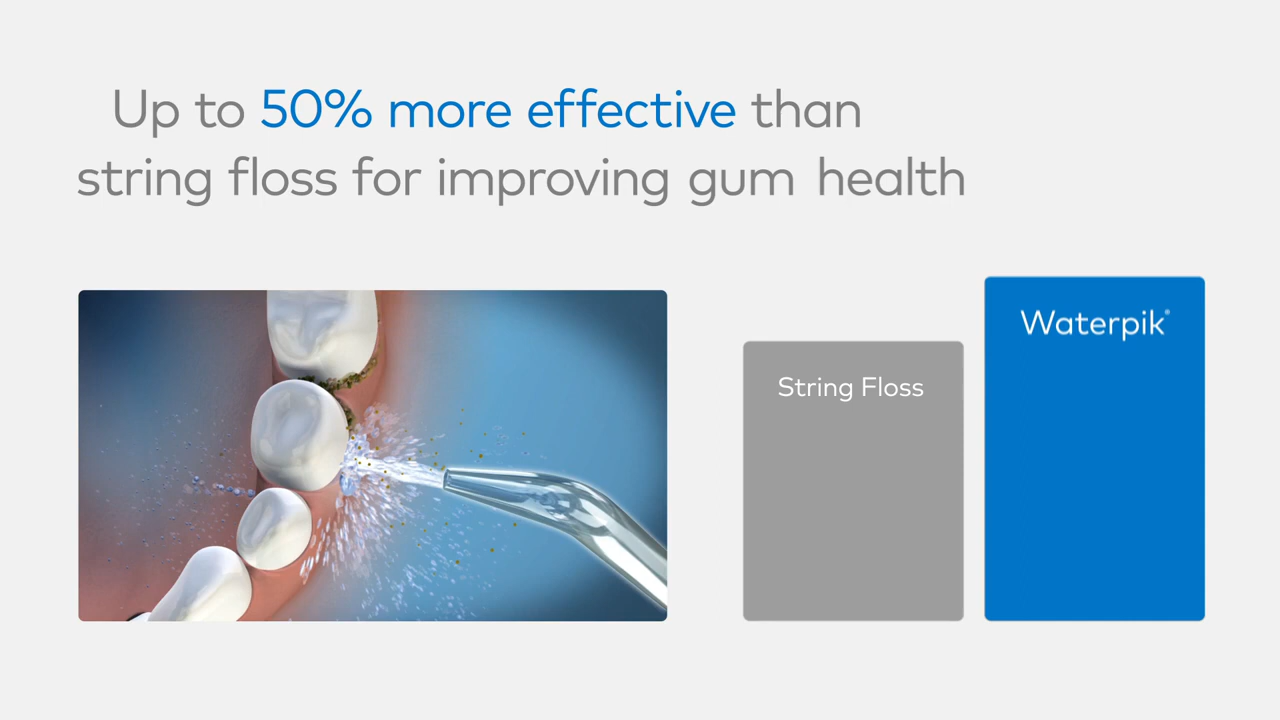 Up to 50% more effective than
string floss for improving gum health
String Floss
Waterpik®